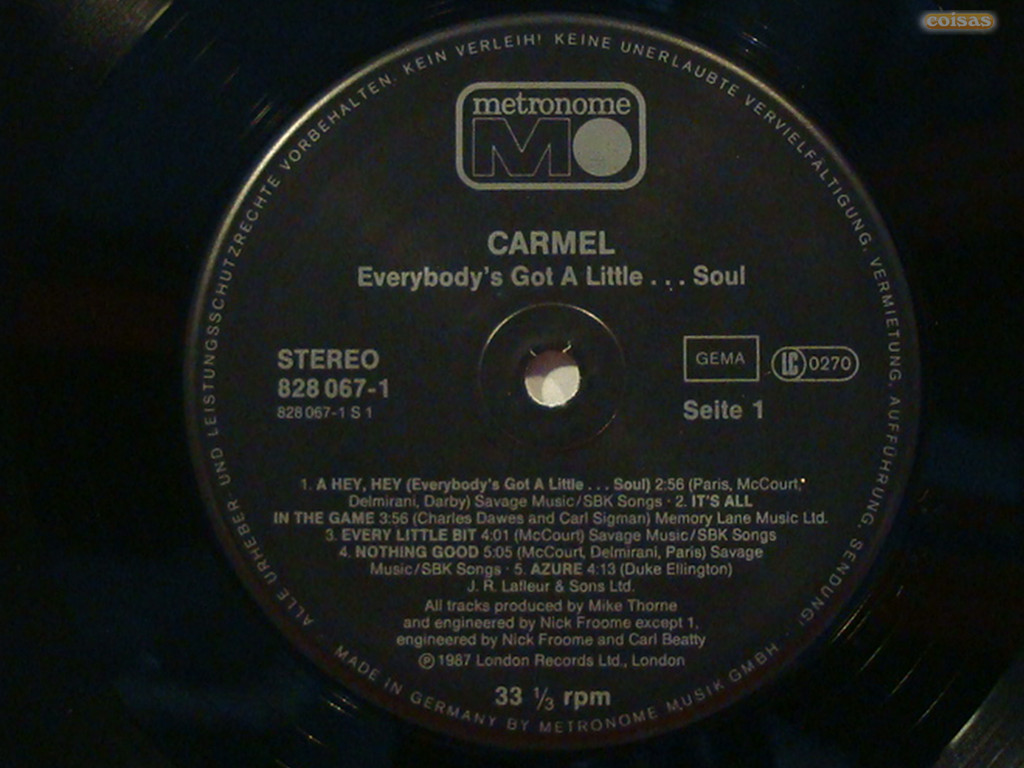 coisas
ALLE URHEBER UND LEISTUNGSSCHUTZRECHTE VORBEHALTEN. KEIN VERLEIH! KEINE UNERLAUBTE VERVIELFÄLTIGUNG, VERMIETUNG, AUFFÜHRUNG, SENDUNG!
metronome
M
CARMEL
Everybody's Got A Little . . . Soul
STEREO
828 067-1
828 067-1 S 1
GEMA
LC 0270
Seite 1
1. A HEY, HEY (Everybody's Got A Little . . . Soul) 2:56 (Paris, McCourt,
Delmirani, Darby) Savage Music/SBK Songs · 2. IT'S ALL
IN THE GAME 3:56 (Charles Dawes and Carl Sigman) Memory Lane Music Ltd.
3. EVERY LITTLE BIT 4:01 (McCourt) Savage Music/SBK Songs
4. NOTHING GOOD 5:05 (McCourt, Delmirani, Paris) Savage
Music/SBK Songs · 5. AZURE 4:13 (Duke Ellington)
J. R. Lafleur & Sons Ltd.
All tracks produced by Mike Thorne
and engineered by Nick Froome except 1,
engineered by Nick Froome and Carl Beatty
℗ 1987 London Records Ltd., London
33 ⅓ rpm
MADE IN GERMANY BY METRONOME MUSIK GMBH